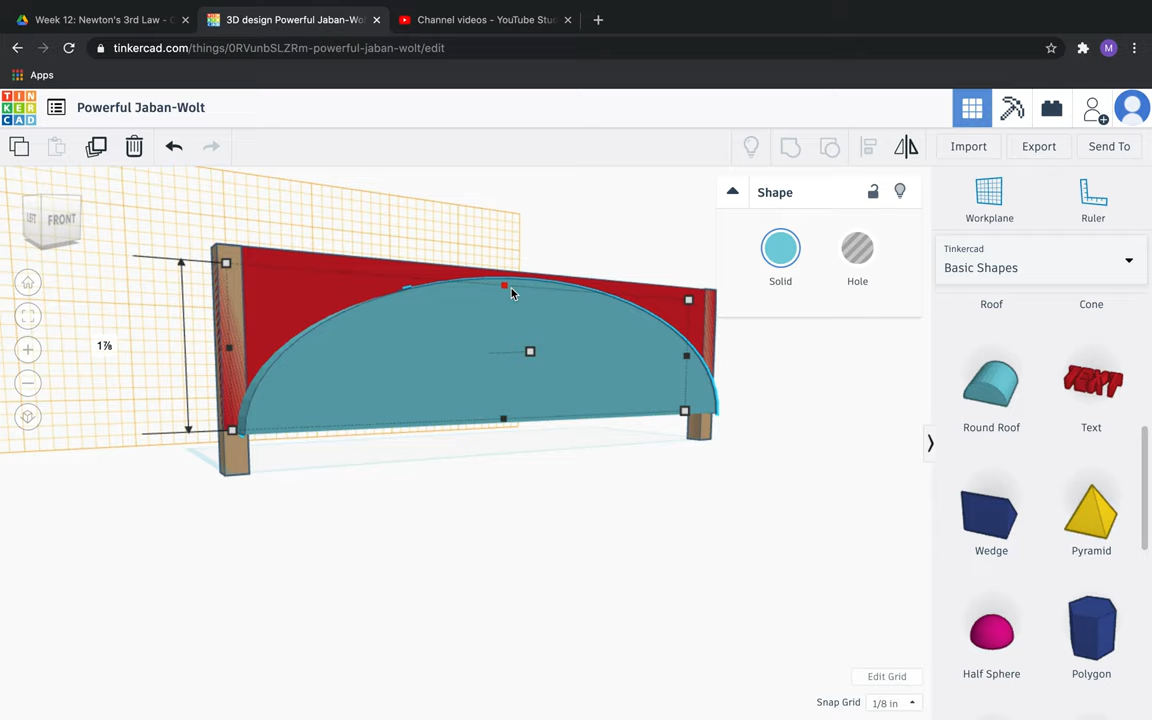 Week 12: Newton's 3rd Law - C
3D design Powerful Jaban-Wo
Channel videos - YouTube Stu
tinkercad.com/things/0RVunbSLZRm-powerful-jaban-wolt/edit
M
Apps
TIN
KER
CAD
Powerful Jaban-Wolt
Import
Export
Send To
LEFT
FRONT
Shape
Solid
Hole
Workplane
Ruler
Tinkercad
Basic Shapes
Roof
Cone
TEXT
Round Roof
Text
Wedge
Pyramid
Half Sphere
Polygon
1⅞
Edit Grid
Snap Grid
1/8 in